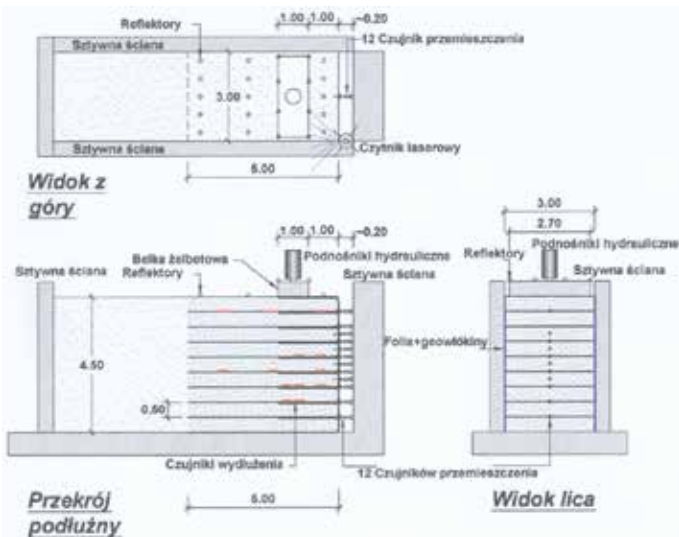 1.00 1.00 ~0.20
Reflektory
12 Czujnik przemieszczenia
Sztywna ściana
3.00
Sztywna ściana
Czytnik laserowy
5.00
Widok z
góry
1.00 1.00 ~0.20
Belka żelbetowa
Podnośniki hydrauliczne
Sztywna ściana
Reflektory
Sztywna ściana
4.50
0.50
Czujniki wydłużenia
12 Czujników przemieszczenia
5.00
Przekrój
podłużny
3.00
2.70
Podnośniki hydrauliczne
Reflektory
Sztywna ściana
Folia+geowłókiny
Widok lica